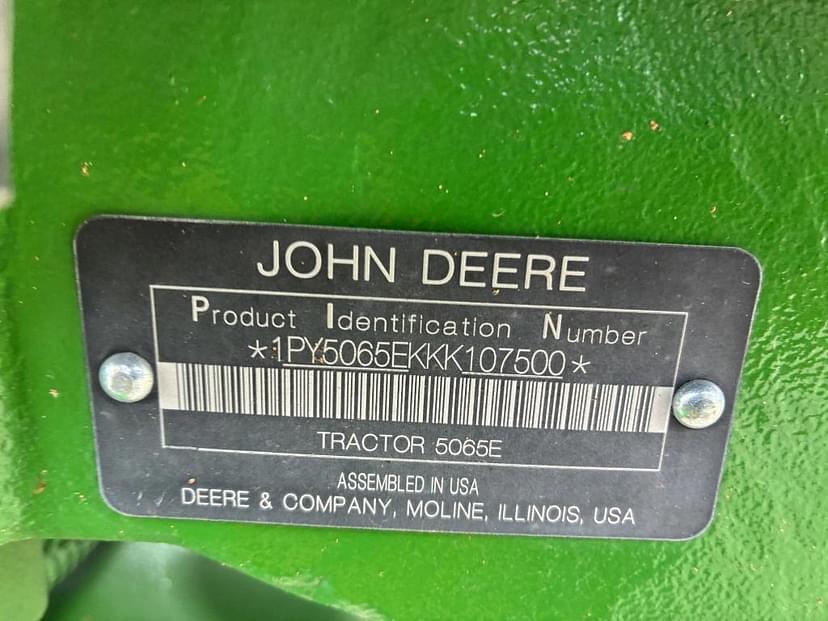 JOHN DEERE
Product Identification Number
*1PY5065EKKK107500*
TRACTOR 5065E
ASSEMBLED IN USA
DEERE & COMPANY, MOLINE, ILLINOIS, USA